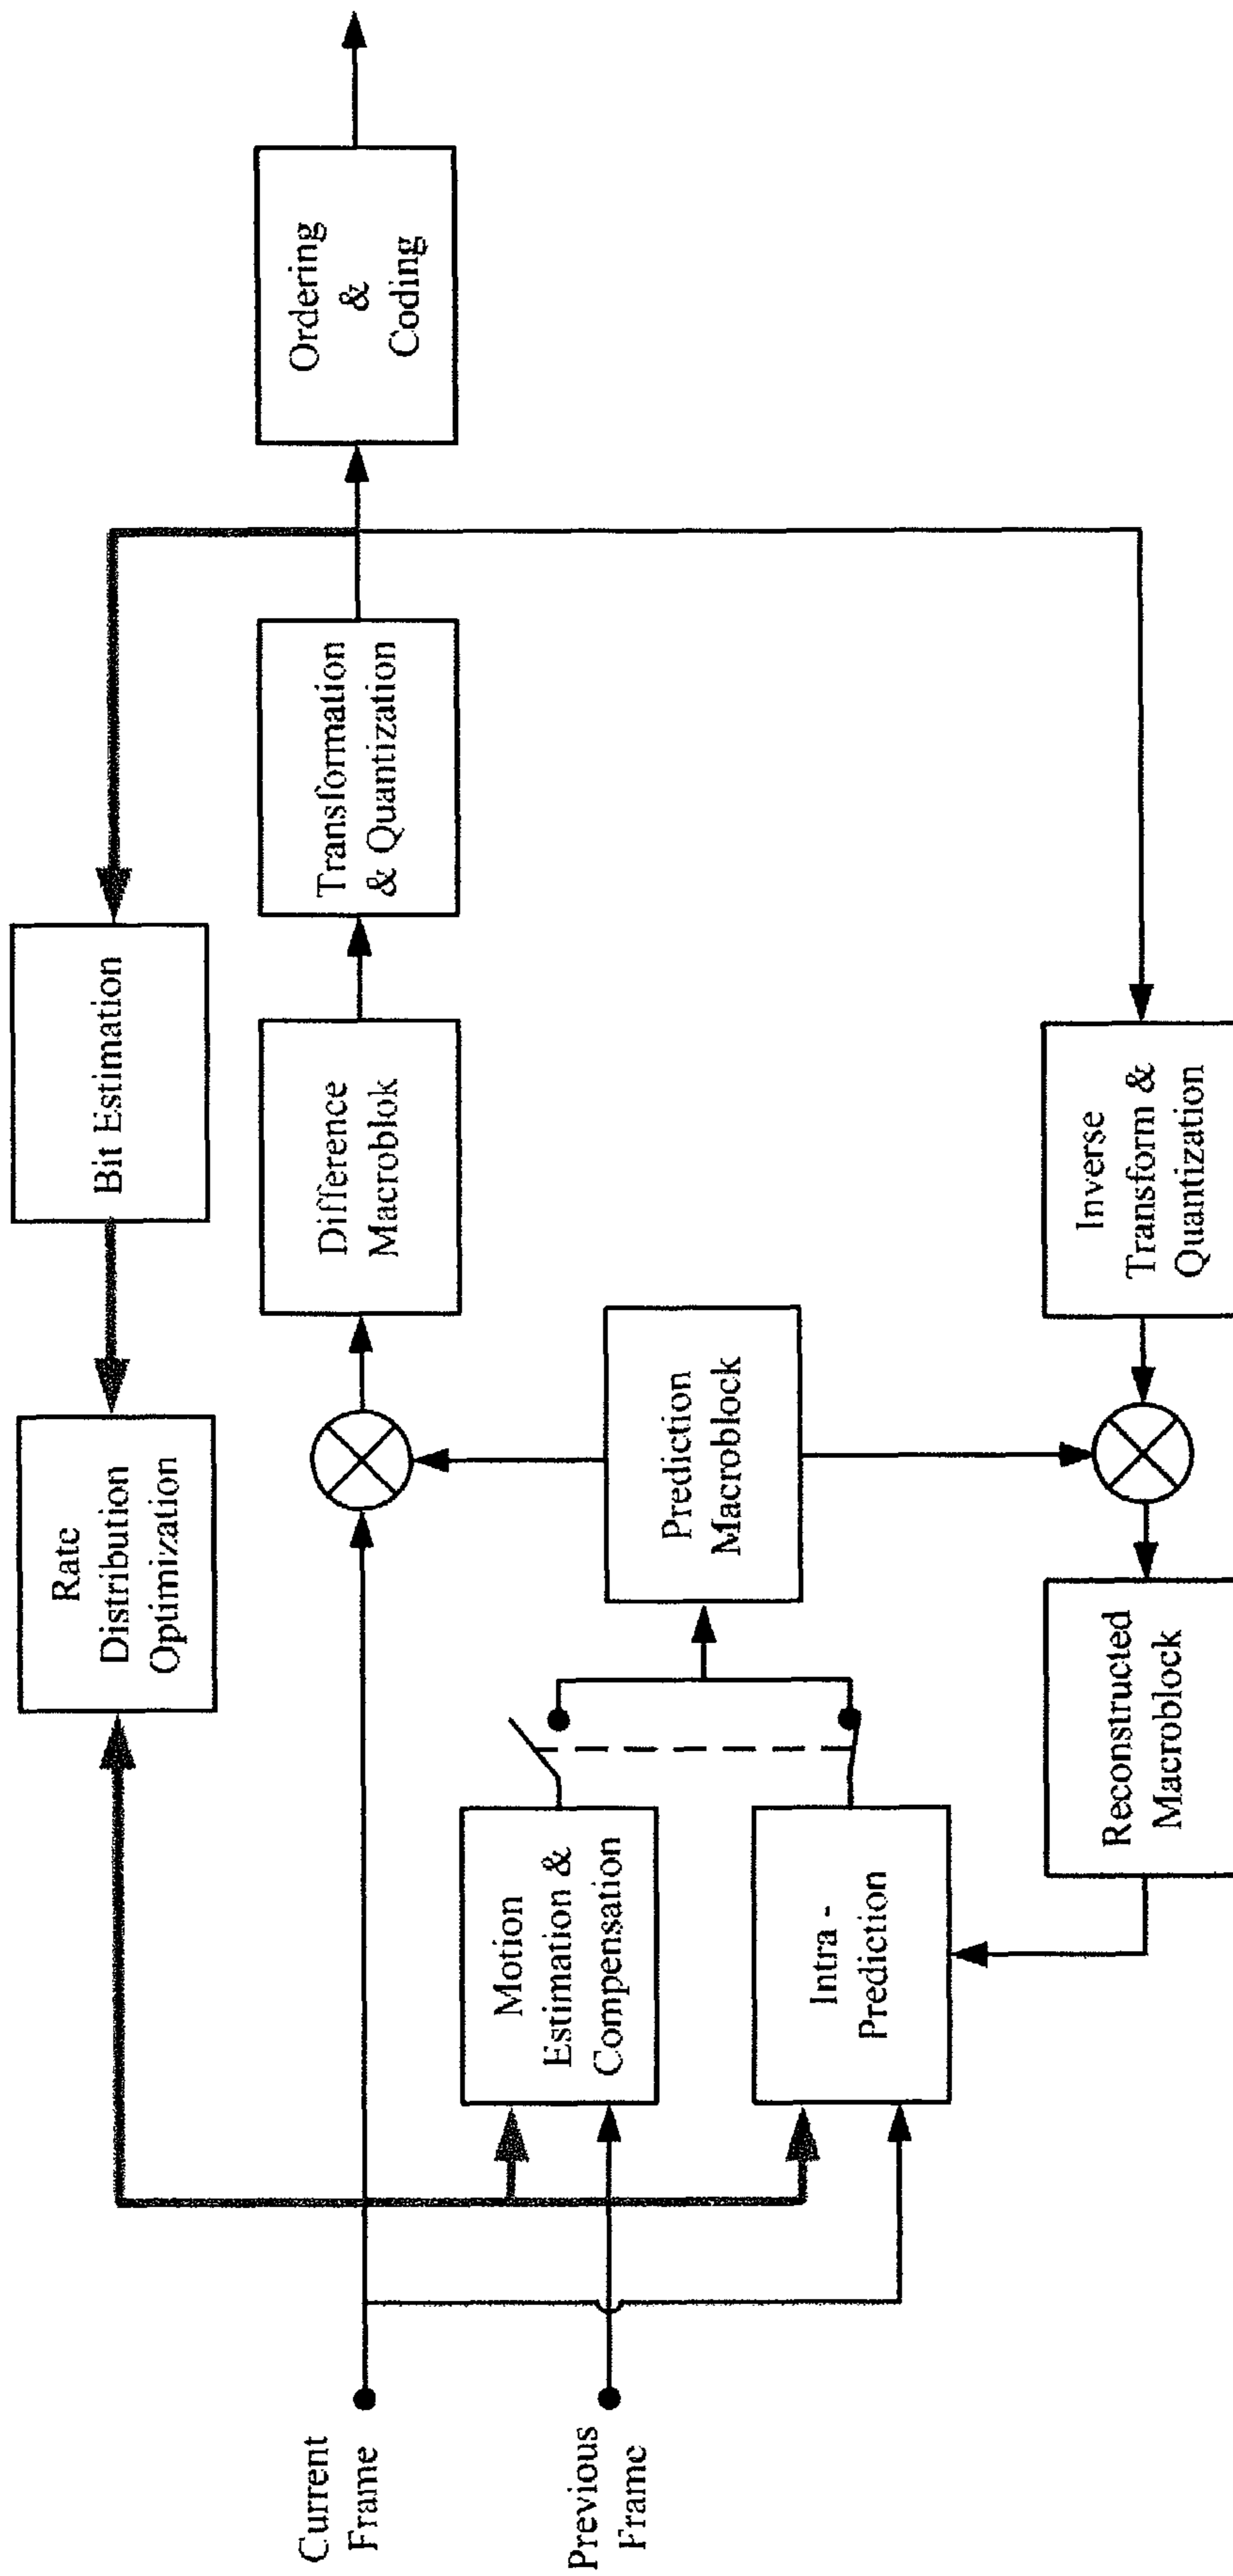 Rate
Distribution
Optimization
Bit Estimation
Current
Frame
Difference
Macroblok
Transformation
& Quantization
Ordering
&
Coding
Previous
Frame
Motion
Estimation &
Compensation
Prediction
Macroblock
Intra -
Prediction
Reconstructed
Macroblock
Inverse
Transform &
Quantization